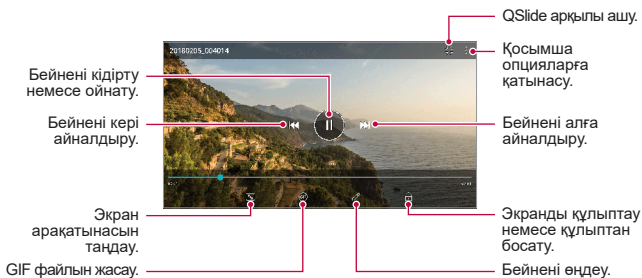 QSlide арқылы ашу.
20180205_004014
Қосымша
опцияларға
қатынасу.
Бейнені кідірту
немесе ойнату.
Бейнені кері
айналдыру.
Бейнені алға
айналдыру.
Экран
арақатынасын
таңдау.
Экранды құлыптау
немесе құлыптан
босату.
GIF файлын жасау.
Бейнені өңдеу.